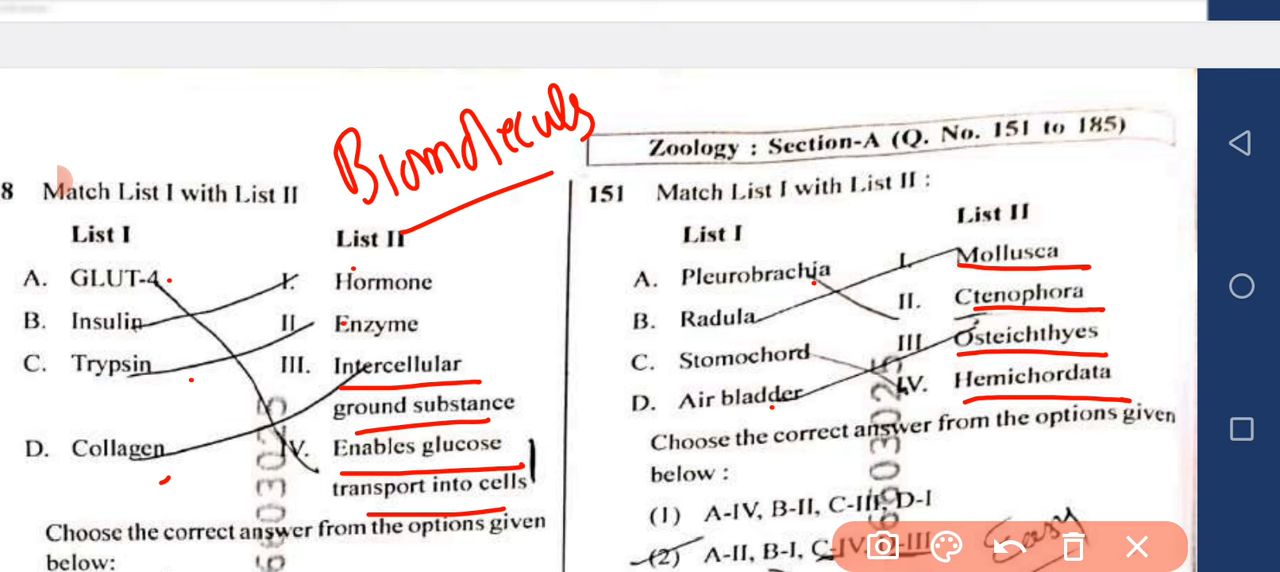 Biomolecules
8 Match List I with List II
List I List II
A. GLUT-4 I. Hormone
B. Insulin II Enzyme
C. Trypsin III. Intercellular
ground substance
D. Collagen IV. Enables glucose
transport into cells
Choose the correct answer from the options given
below:
Zoology : Section-A (Q. No. 151 to 185)
151 Match List I with List II :
List I List II
A. Pleurobrachia I. Mollusca
B. Radula II. Ctenophora
C. Stomochord III Osteichthyes
D. Air bladder IV. Hemichordata
Choose the correct answer from the options given
below :
(1) A-IV, B-II, C-III, D-I
(2) A-II, B-I, C-IV, D-III
Easy